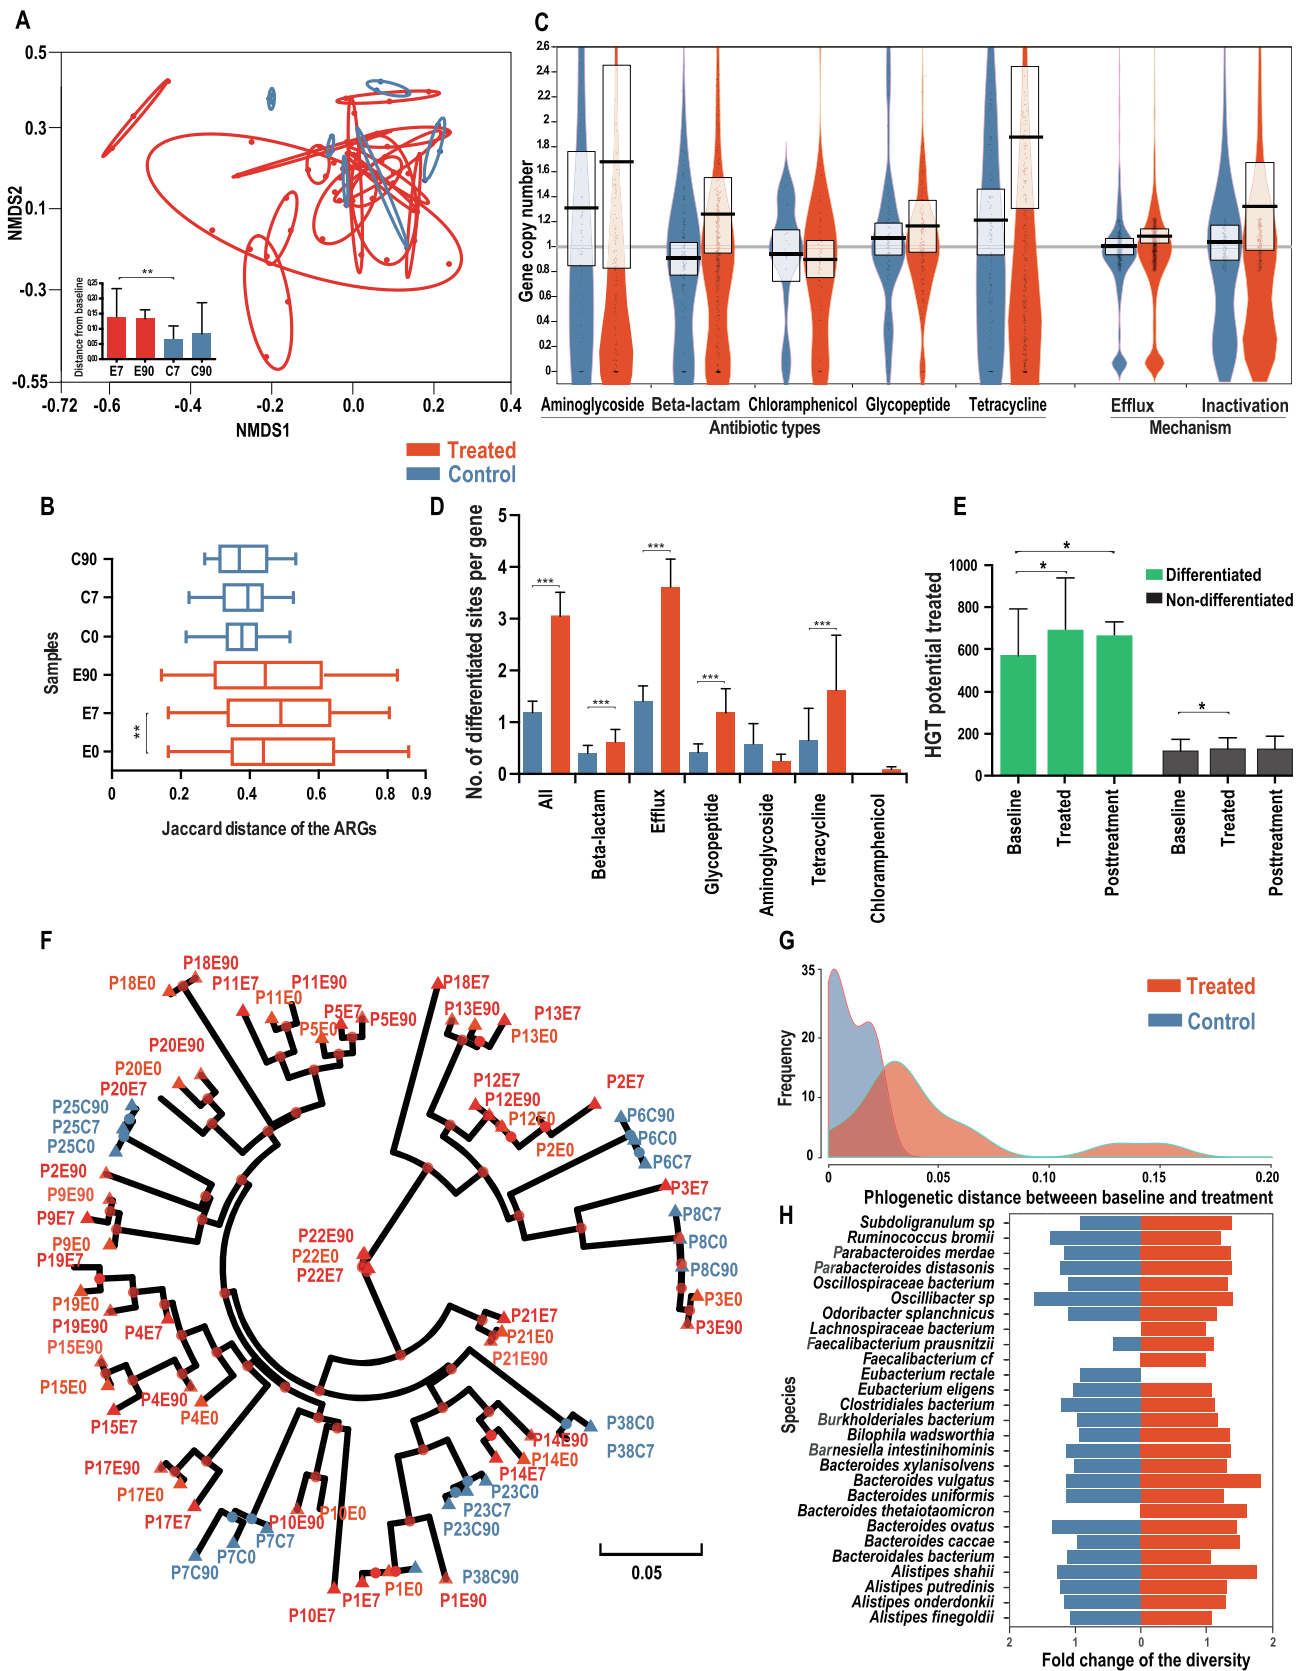 A
0.5
0.3
0.1
-0.3
-0.55
NMDS2
-0.72
-0.6
-0.4
-0.2
0.0
0.2
0.4
NMDS1
Distance from baseline
0.25
0.20
0.15
0.10
0.05
0.00
**
E7
E90
C7
C90
Treated
Control
C
Gene copy number
2.6
2.4
2.2
2
1.8
1.6
1.4
1.2
1
0.8
0.6
0.4
0.2
0
Aminoglycoside
Beta-lactam
Chloramphenicol
Glycopeptide
Tetracycline
Efflux
Inactivation
Antibiotic types
Mechanism
B
Samples
C90
C7
C0
E90
E7
E0
**
0
0.2
0.4
0.6
0.8
0.9
Jaccard distance of the ARGs
D
No. of differentiated sites per gene
5
4
3
2
1
0
***
***
***
***
***
All
Beta-lactam
Efflux
Glycopeptide
Aminoglycoside
Tetracycline
Chloramphenicol
E
HGT potential treated
1000
800
600
400
200
0
*
*
*
Differentiated
Non-differentiated
Baseline
Treated
Posttreatment
Baseline
Treated
Posttreatment
F
P18E90
P18E0
P11E7
P11E90
P11E0
P5E7
P5E0
P5E90
P18E7
P13E90
P13E7
P13E0
P20E90
P20E0
P20E7
P12E7
P12E90
P12E0
P2E7
P2E0
P25C90
P25C7
P25C0
P6C90
P6C0
P6C7
P2E90
P9E90
P9E7
P9E0
P3E7
P8C7
P8C0
P8C90
P22E90
P22E0
P22E7
P19E7
P19E0
P19E90
P4E7
P3E0
P3E90
P21E7
P21E0
P21E90
P15E90
P15E0
P15E7
P4E90
P4E0
P38C0
P38C7
P14E90
P14E0
P14E7
P17E90
P17E0
P17E7
P23C0
P23C7
P23C90
P10E90
P10E0
P7C7
P7C0
P7C90
P10E7
P1E7
P1E0
P38C90
P1E90
0.05
G
Frequency
35
20
10
0
Treated
Control
0
0.05
0.10
0.15
0.20
Phlogenetic distance betweeen baseline and treatment
H
Species
Subdoligranulum sp
Ruminococcus bromii
Parabacteroides merdae
Parabacteroides distasonis
Oscillospiraceae bacterium
Oscillibacter sp
Odoribacter splanchnicus
Lachnospiraceae bacterium
Faecalibacterium prausnitzii
Faecalibacterium cf
Eubacterium rectale
Eubacterium eligens
Clostridiales bacterium
Burkholderiales bacterium
Bilophila wadsworthia
Barnesiella intestinihominis
Bacteroides xylanisolvens
Bacteroides vulgatus
Bacteroides uniformis
Bacteroides thetaiotaomicron
Bacteroides ovatus
Bacteroides caccae
Bacteroidales bacterium
Alistipes shahii
Alistipes putredinis
Alistipes onderdonkii
Alistipes finegoldii
2
1
0
1
2
Fold change of the diversity